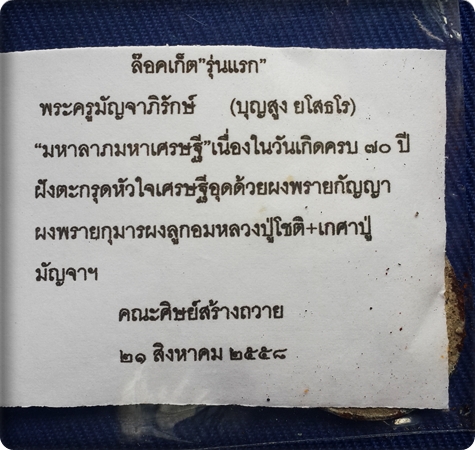 ล๊อคเก็ต"รุ่นแรก"
พระครูมัญจาภิรักษ์ (บุญสูง ยโสธโร)
"มหาลาภมหาเศรษฐี"เนื่องในวันเกิดครบ ๗๐ ปี
ฝังตะกรุดหัวใจเศรษฐีอุดด้วยผงพรายกัญญา
ผงพรายกุมารผงลูกอมหลวงปู่โชติ+เกศาปู่
มัญจาฯ
คณะศิษย์สร้างถวาย
๒๑ สิงหาคม ๒๕๕๘